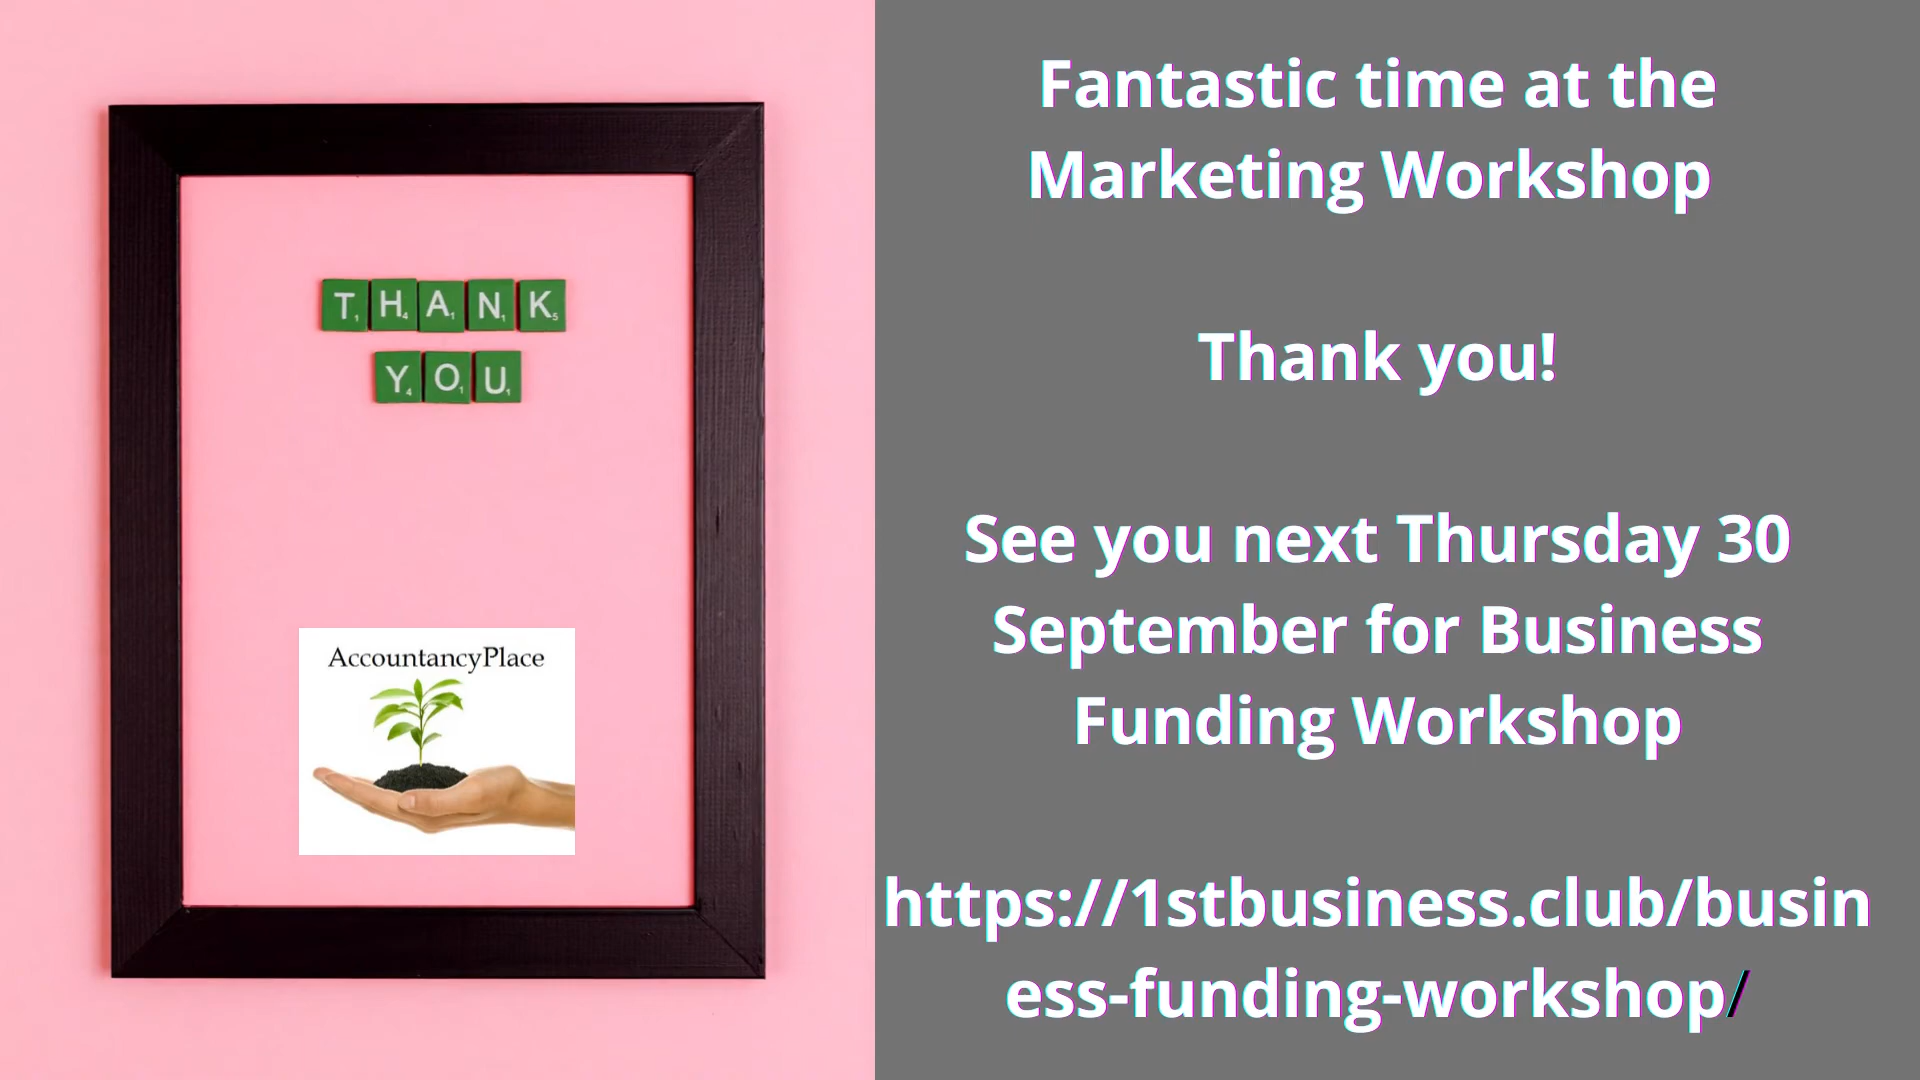 THANK
YOU
AccountancyPlace
Fantastic time at the
Marketing Workshop
Thank you!
See you next Thursday 30
September for Business
Funding Workshop
https://1stbusiness.club/busin
ess-funding-workshop/